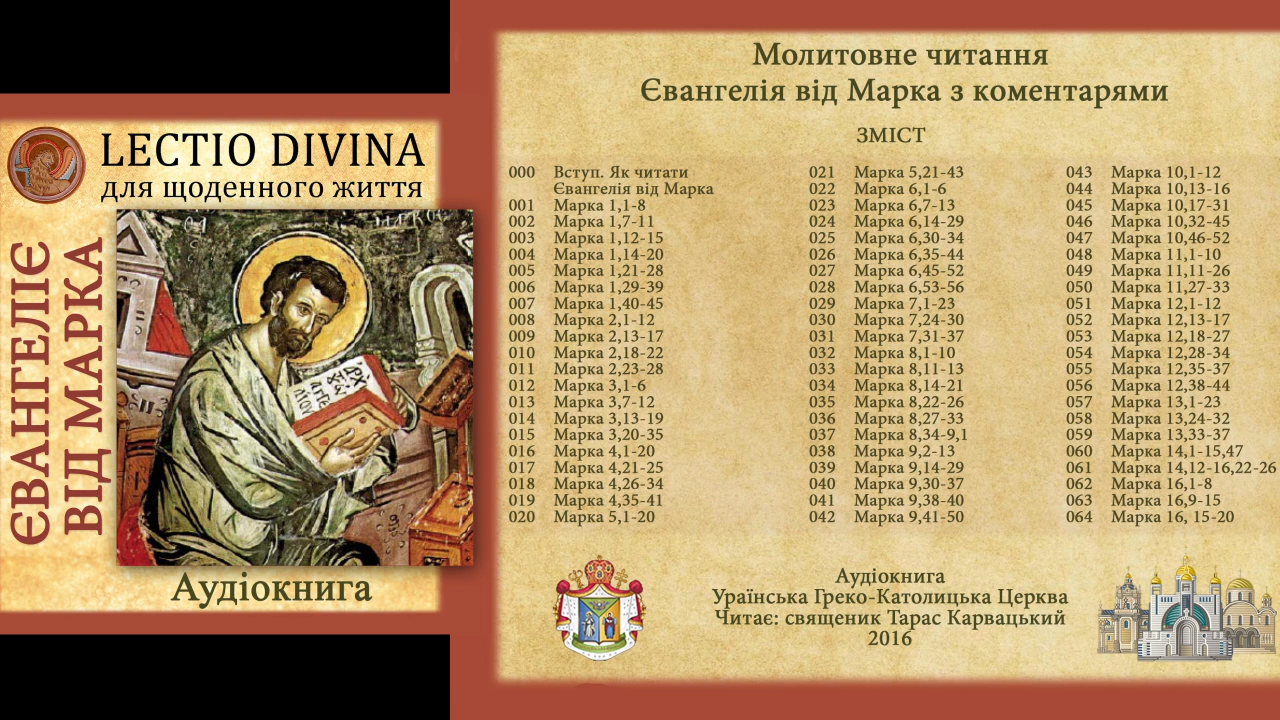 LECTIO DIVINA
для щоденного життя
ЄВАНГЕЛІЄ
ВІД МАРКА
ἀρχ
Аудіокнига
Молитовне читання
Євангелія від Марка з коментарями
ЗМІСТ
000 Вступ. Як читати
Євангелія від Марка
001 Марка 1,1-8
002 Марка 1,7-11
003 Марка 1,12-15
004 Марка 1,14-20
005 Марка 1,21-28
006 Марка 1,29-39
007 Марка 1,40-45
008 Марка 2,1-12
009 Марка 2,13-17
010 Марка 2,18-22
011 Марка 2,23-28
012 Марка 3,1-6
013 Марка 3,7-12
014 Марка 3,13-19
015 Марка 3,20-35
016 Марка 4,1-20
017 Марка 4,21-25
018 Марка 4,26-34
019 Марка 4,35-41
020 Марка 5,1-20
021 Марка 5,21-43
022 Марка 6,1-6
023 Марка 6,7-13
024 Марка 6,14-29
025 Марка 6,30-34
026 Марка 6,35-44
027 Марка 6,45-52
028 Марка 6,53-56
029 Марка 7,1-23
030 Марка 7,24-30
031 Марка 7,31-37
032 Марка 8,1-10
033 Марка 8,11-13
034 Марка 8,14-21
035 Марка 8,22-26
036 Марка 8,27-33
037 Марка 8,34-9,1
038 Марка 9,2-13
039 Марка 9,14-29
040 Марка 9,30-37
041 Марка 9,38-40
042 Марка 9,41-50
043 Марка 10,1-12
044 Марка 10,13-16
045 Марка 10,17-31
046 Марка 10,32-45
047 Марка 10,46-52
048 Марка 11,1-10
049 Марка 11,11-26
050 Марка 11,27-33
051 Марка 12,1-12
052 Марка 12,13-17
053 Марка 12,18-27
054 Марка 12,28-34
055 Марка 12,35-37
056 Марка 12,38-44
057 Марка 13,1-23
058 Марка 13,24-32
059 Марка 13,33-37
060 Марка 14,1-15,47
061 Марка 14,12-16,22-26
062 Марка 16,1-8
063 Марка 16,9-15
064 Марка 16, 15-20
Аудіокнига
Ураїнська Греко-Католицька Церква
Читає: священик Тарас Карвацький
2016